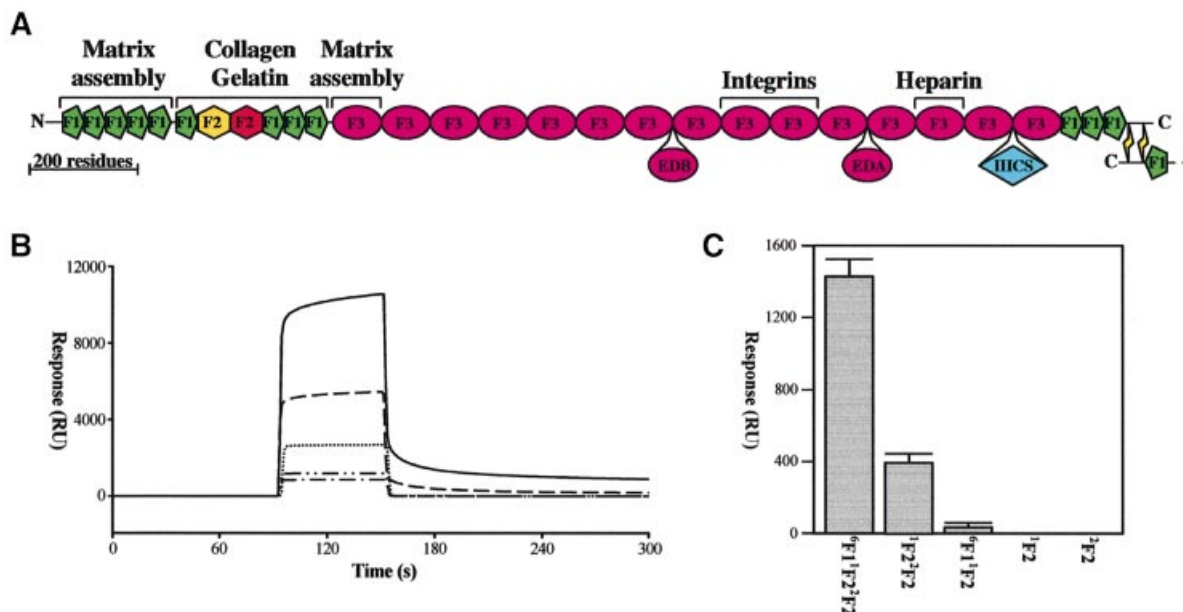 A
Matrix assembly
Collagen Gelatin
Matrix assembly
Integrins
Heparin
N F1 F1 F1 F1 F1 F1 F2 F2 F1 F1 F1 F3 F3 F3 F3 F3 F3 F3 F3 F3 F3 F3 F3 F3 F3 F3 F1 F1 F1 C
200 residues
EDB
EDA
IIICS
C F1
B
12000
8000
4000
0
Response (RU)
0 60 120 180 240 300
Time (s)
C
1600
1200
800
400
0
Response (RU)
⁶F1¹F2²F2
¹F2²F2
⁶F1¹F2
¹F2
²F2